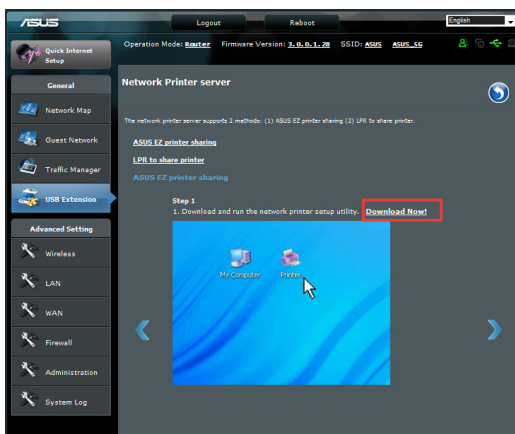 ASUS
Logout
Reboot
English
Quick Internet
Setup
Operation Mode: Router Firmware Version: 3.0.0.1.28 SSID: ASUS ASUS_5G
General
Network Map
Guest Network
Traffic Manager
USB Extension
Advanced Setting
Wireless
LAN
WAN
Firewall
Administration
System Log
Network Printer server
The network printer server supports 2 methods: (1) ASUS EZ printer sharing (2) LPR to share printer.
ASUS EZ printer sharing
LPR to share printer
ASUS EZ printer sharing
Step 1
1. Download and run the network printer setup utility. Download Now!
My Computer
Printer